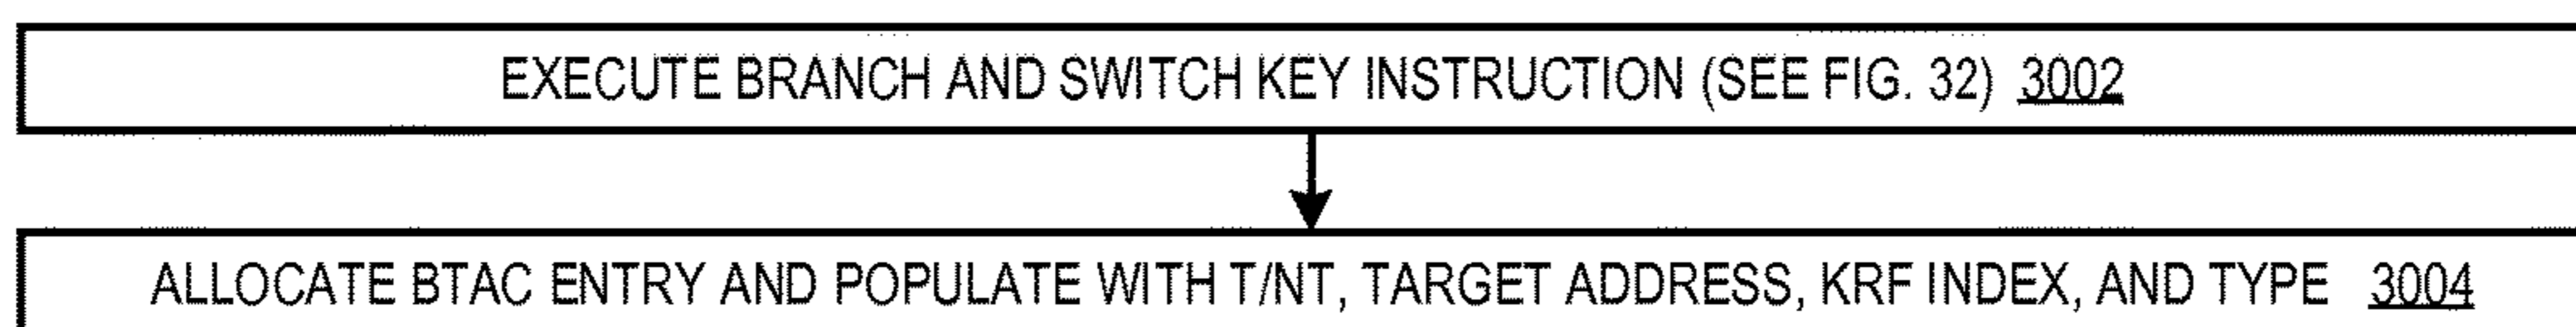 EXECUTE BRANCH AND SWITCH KEY INSTRUCTION (SEE FIG. 32) 3002
ALLOCATE BTAC ENTRY AND POPULATE WITH T/NT, TARGET ADDRESS, KRF INDEX, AND TYPE 3004